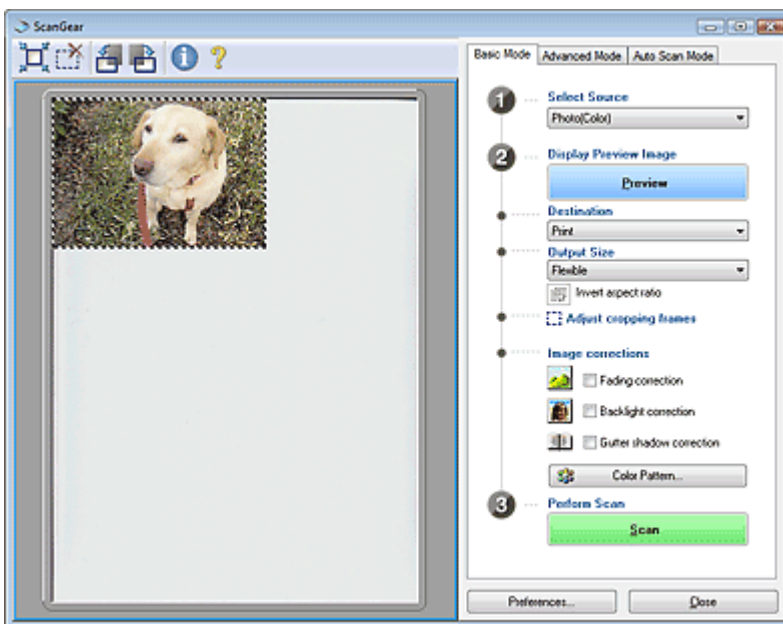 ScanGear
Basic Mode Advanced Mode Auto Scan Mode
1 Select Source
Photo(Color)
2 Display Preview Image
Preview
Destination
Print
Output Size
Flexible
Invert aspect ratio
Adjust cropping frames
Image corrections
Fading correction
Backlight correction
Gutter shadow correction
Color Pattern...
3 Perform Scan
Scan
Preferences... Close